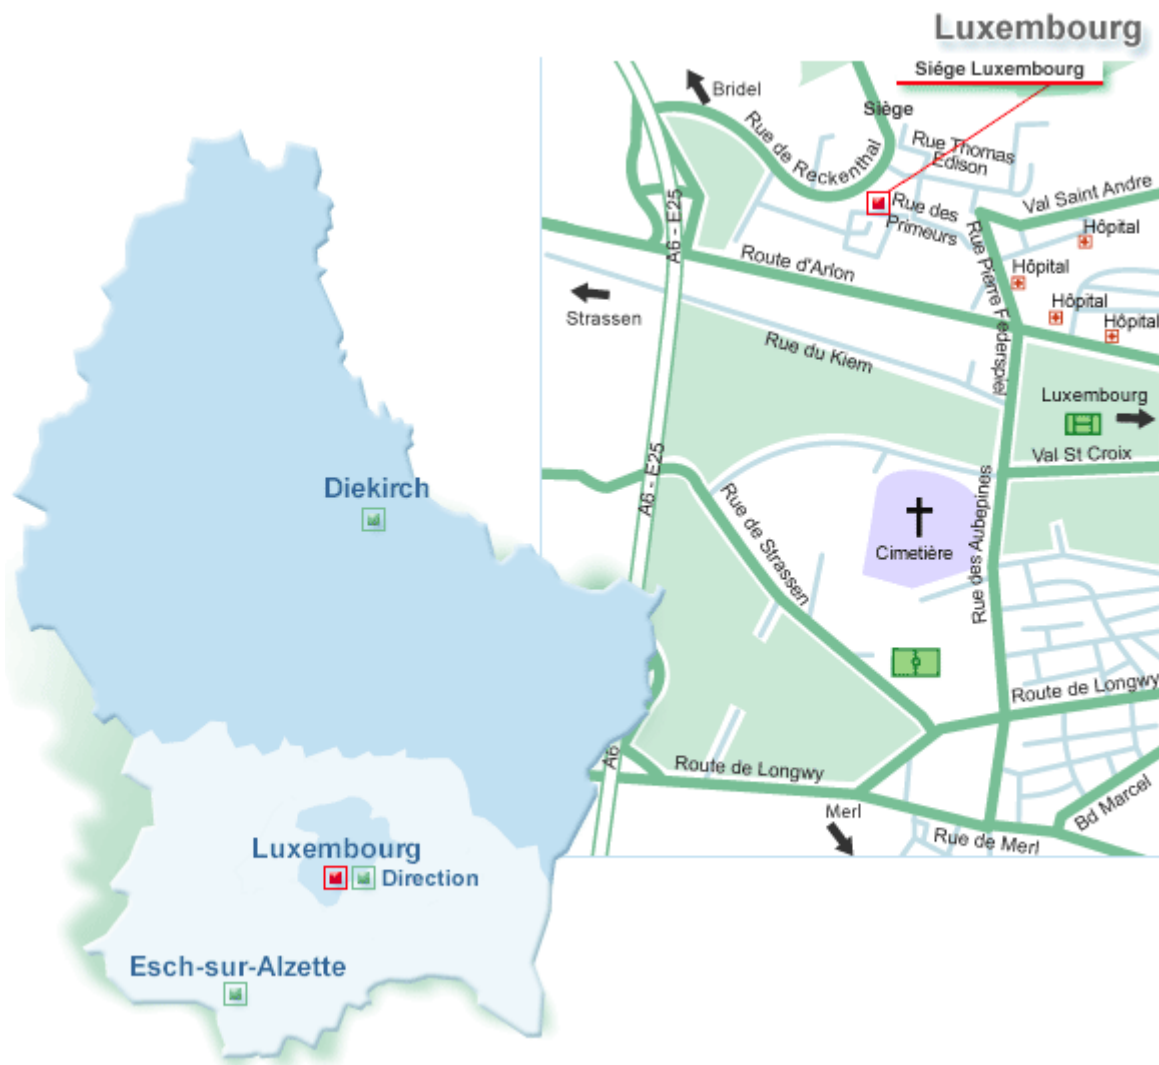 Luxembourg
Siége Luxembourg
Bridel
Siège
Rue de Reckenthal
Rue Thomas
Edison
Val Saint Andre
Rue des
Primeurs
A6 - E25
Route d'Arlon
Rue Pierre Federspiel
Hôpital
Hôpital
Hôpital
Hôpital
Strassen
Rue du Kiem
Luxembourg
Val St Croix
A6 - E25
Diekirch
Rue de Strassen
Cimetière
Rue des Aubepines
Route de Longwy
A6
Route de Longwy
Bd Marcel
Merl
Rue de Merl
Luxembourg
Direction
Esch-sur-Alzette